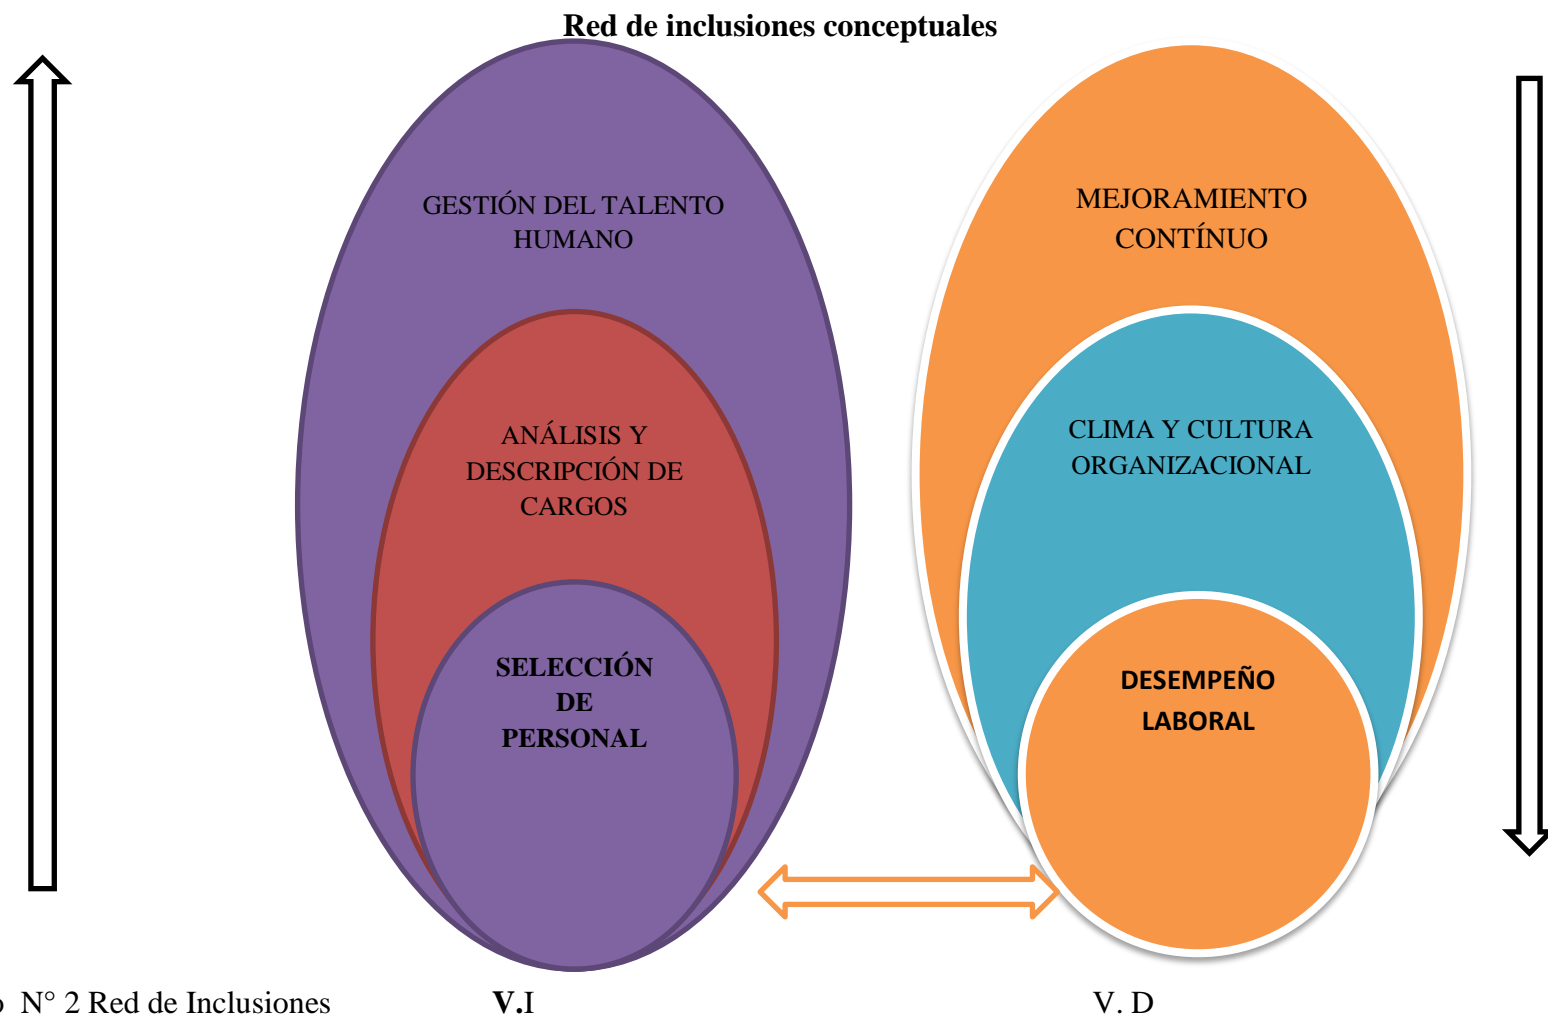 Red de inclusiones conceptuales
GESTIÓN DEL TALENTO
HUMANO
MEJORAMIENTO
CONTÍNUO
ANÁLISIS Y
DESCRIPCIÓN DE
CARGOS
CLIMA Y CULTURA
ORGANIZACIONAL
SELECCIÓN
DE
PERSONAL
DESEMPEÑO
LABORAL
N° 2 Red de Inclusiones
V.I
V. D